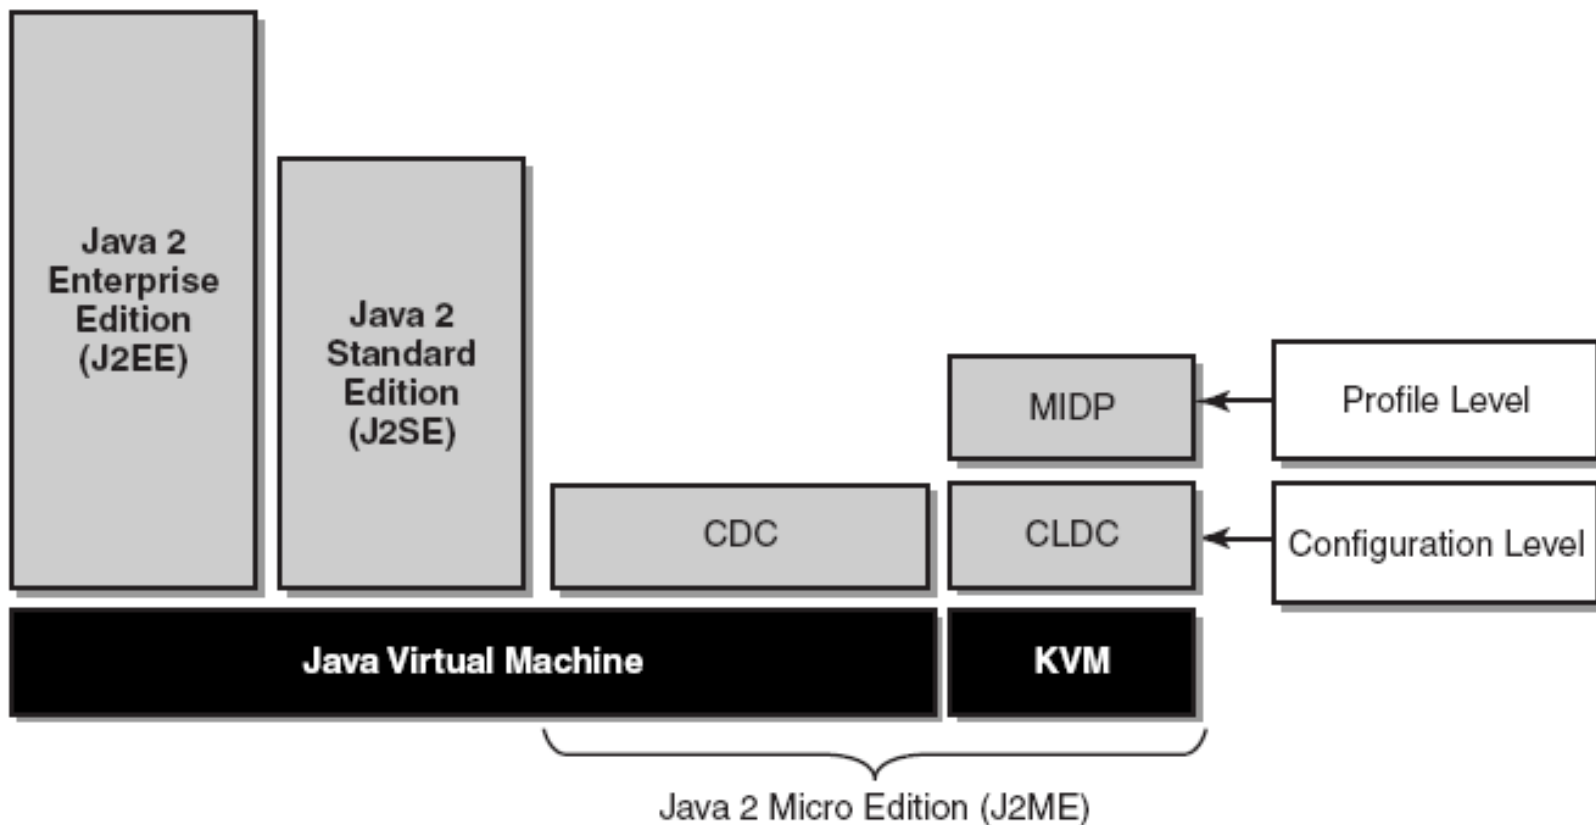 Java 2
Enterprise
Edition
(J2EE)
Java 2
Standard
Edition
(J2SE)
MIDP
Profile Level
CDC
CLDC
Configuration Level
Java Virtual Machine
KVM
Java 2 Micro Edition (J2ME)